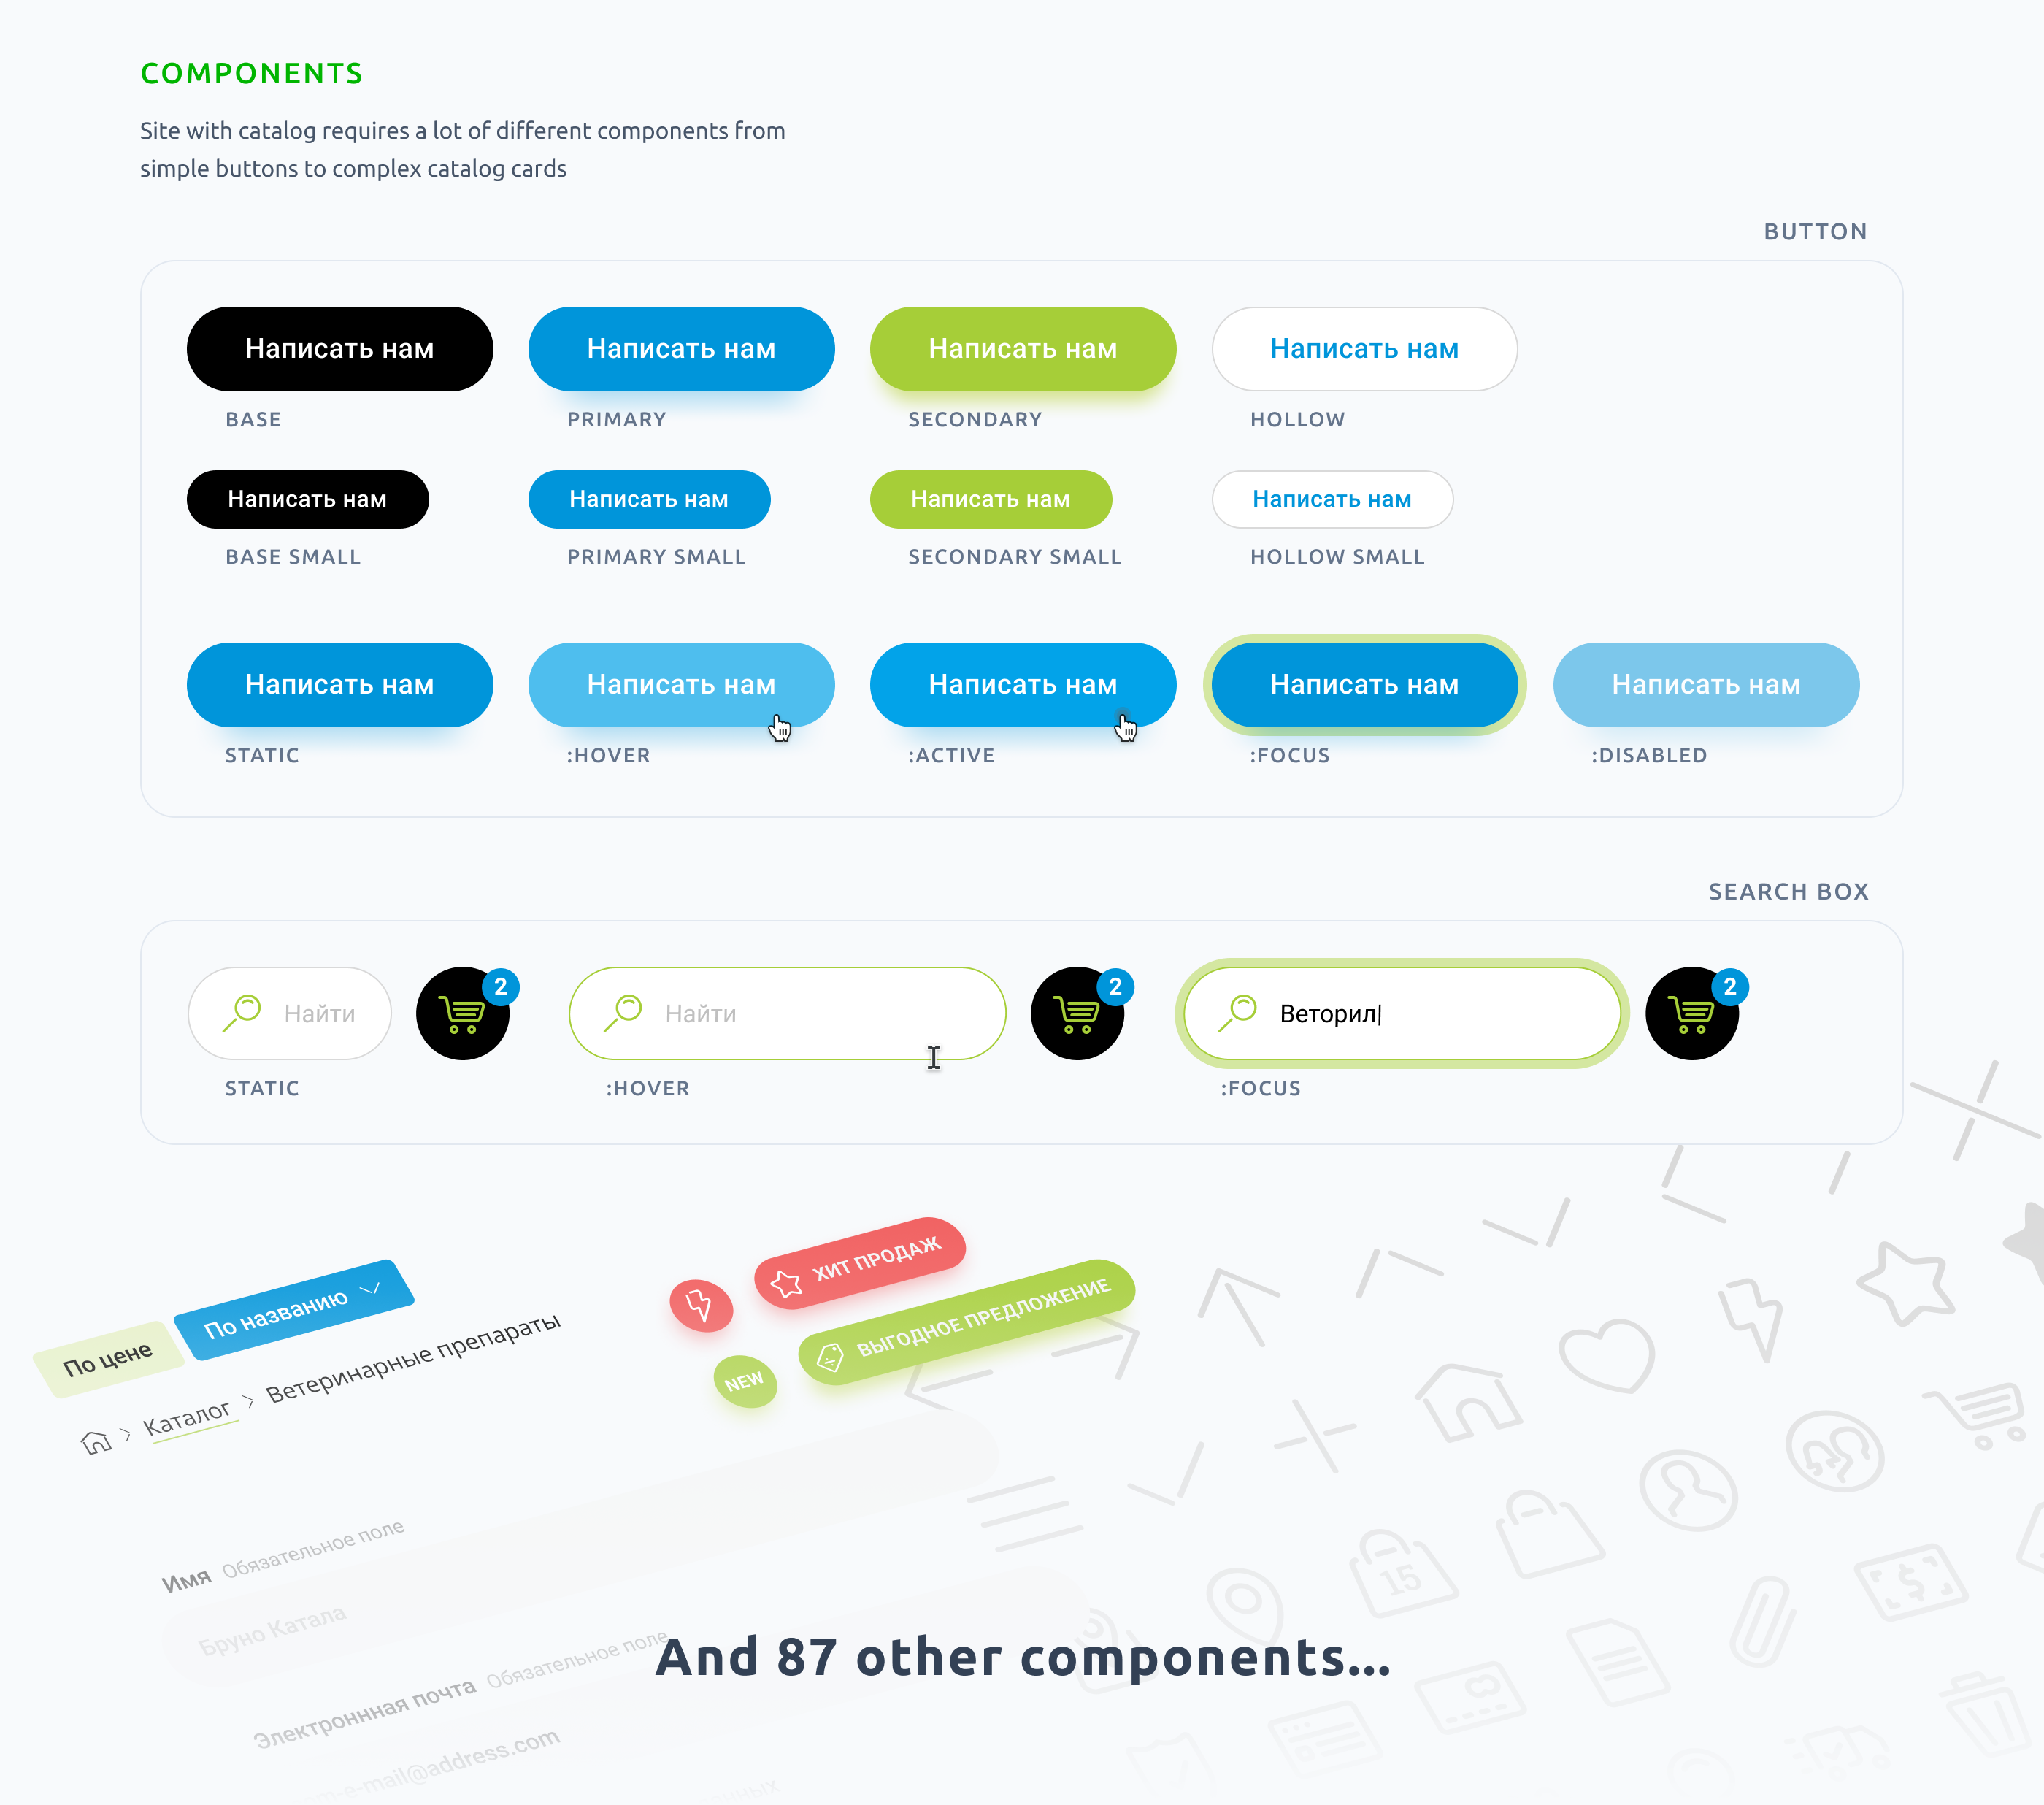 COMPONENTS
Site with catalog requires a lot of different components from
simple buttons to complex catalog cards
BUTTON
Написать нам
Написать нам
Написать нам
Написать нам
BASE
PRIMARY
SECONDARY
HOLLOW
Написать нам
Написать нам
Написать нам
Написать нам
BASE SMALL
PRIMARY SMALL
SECONDARY SMALL
HOLLOW SMALL
Написать нам
Написать нам
Написать нам
Написать нам
Написать нам
STATIC
:HOVER
:ACTIVE
:FOCUS
:DISABLED
SEARCH BOX
Найти
2
Найти
2
Веторил
2
STATIC
:HOVER
:FOCUS
По цене
По названию
Каталог
Ветеринарные препараты
ХИТ ПРОДАЖ
NEW
ВЫГОДНОЕ ПРЕДЛОЖЕНИЕ
Имя Обязательное поле
Бруно Катала
Электроннная почта Обязательное поле
-e-mail@address.com
15
And 87 other components...